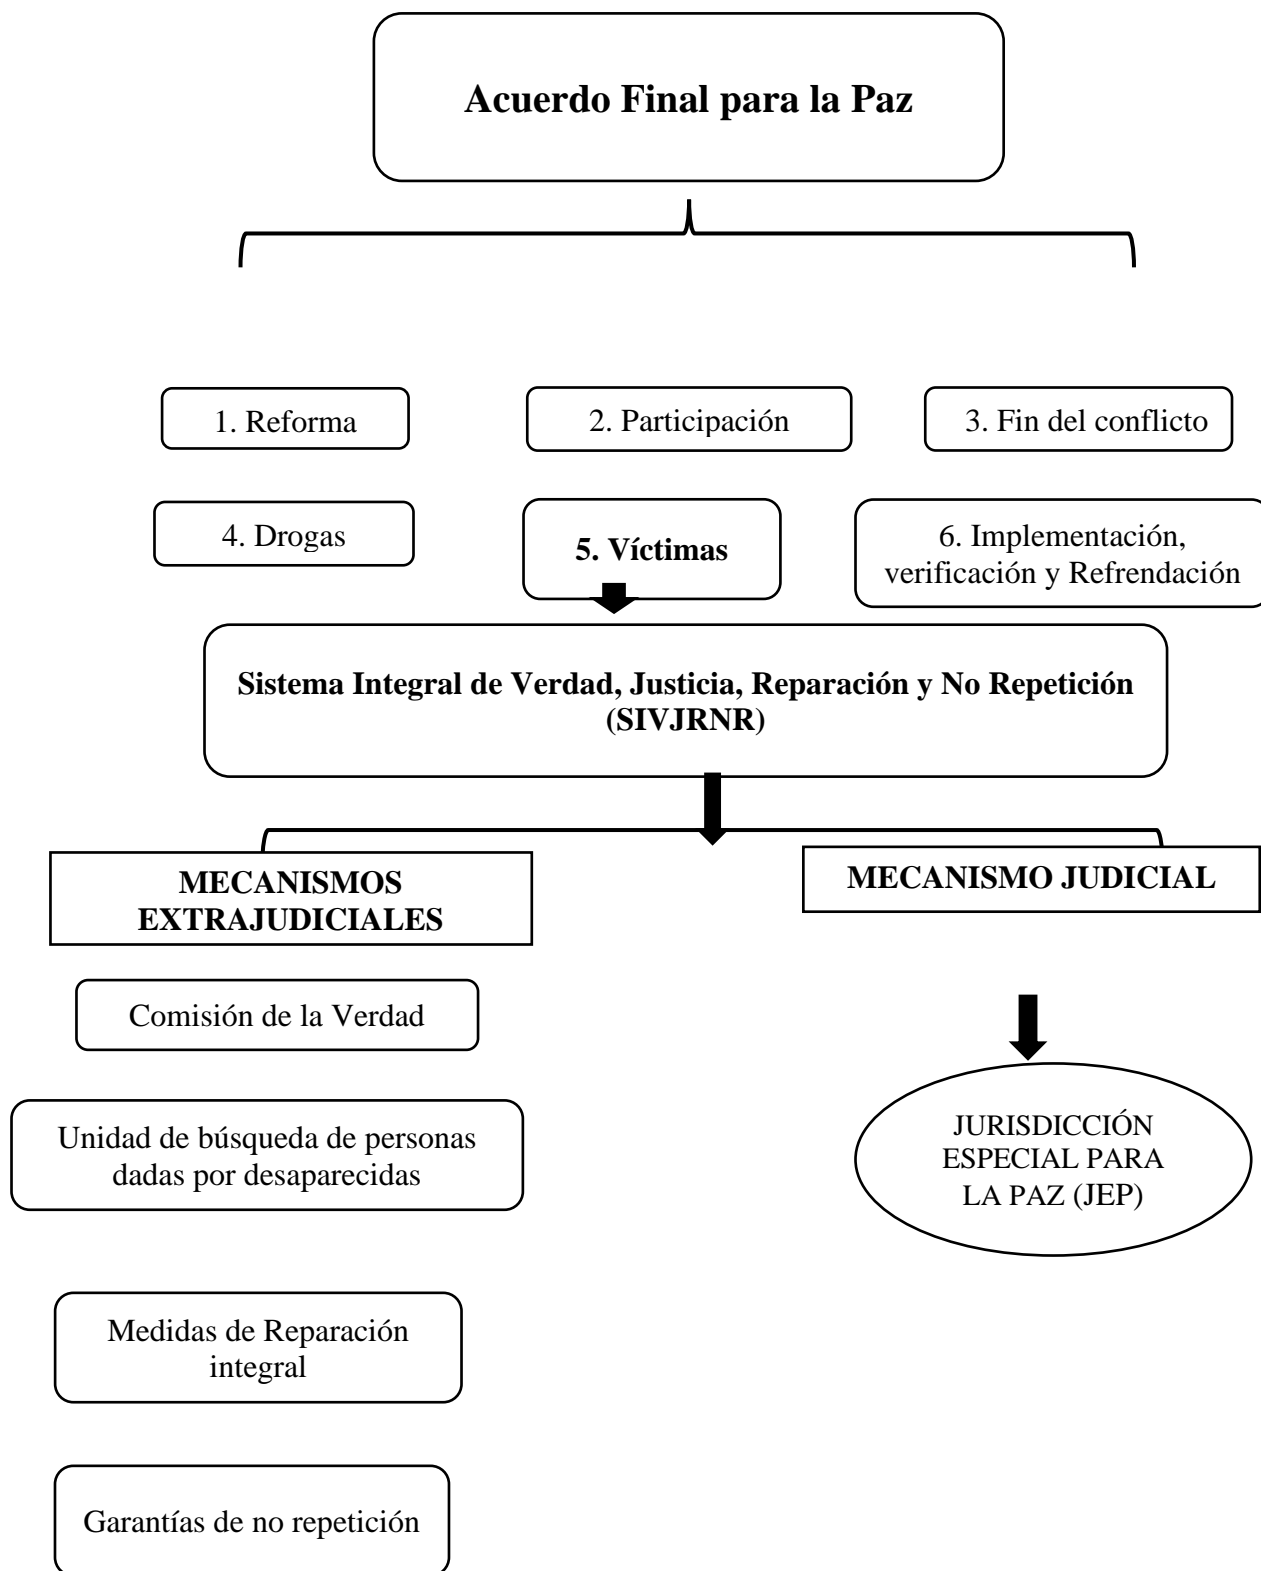 Acuerdo Final para la Paz
1. Reforma
2. Participación
3. Fin del conflicto
4. Drogas
5. Víctimas
6. Implementación,
verificación y Refrendación
Sistema Integral de Verdad, Justicia, Reparación y No Repetición
(SIVJRNR)
MECANISMOS
EXTRAJUDICIALES
MECANISMO JUDICIAL
Comisión de la Verdad
Unidad de búsqueda de personas
dadas por desaparecidas
JURISDICCIÓN
ESPECIAL PARA
LA PAZ (JEP)
Medidas de Reparación
integral
Garantías de no repetición